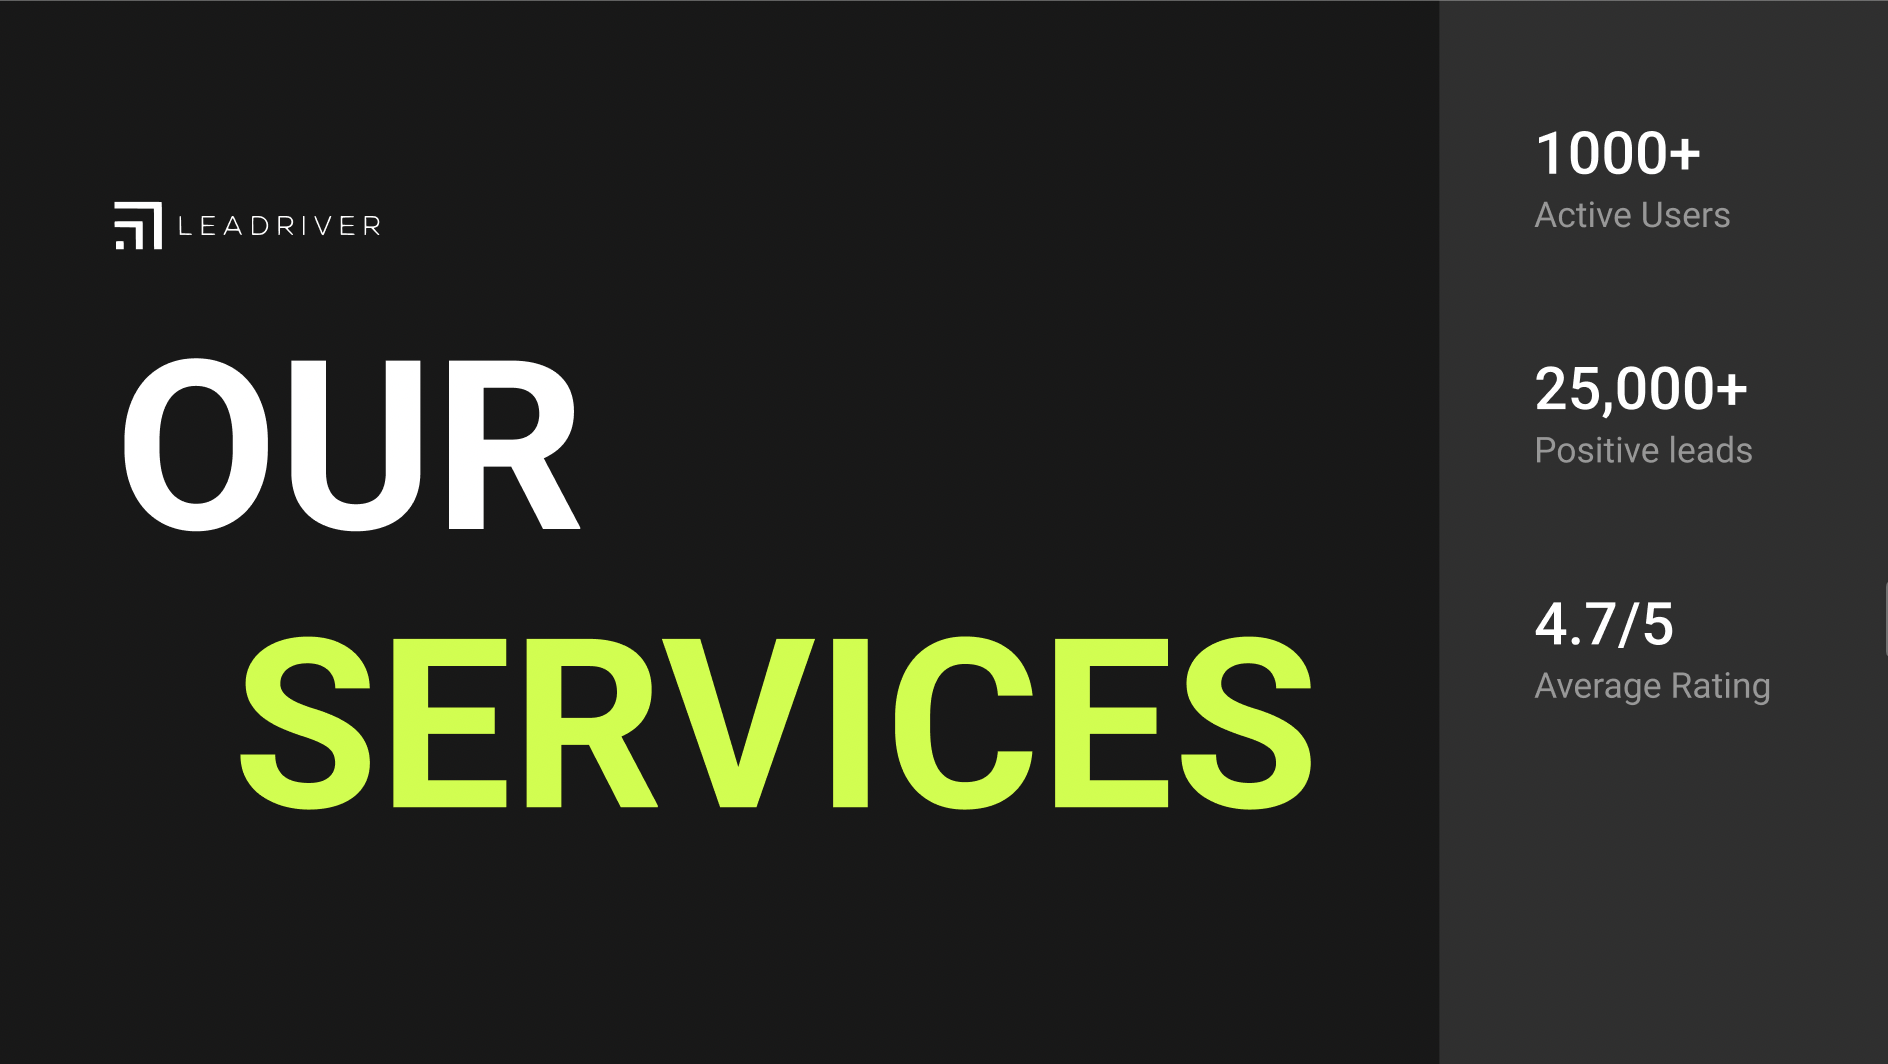 LEADRIVER
OUR
SERVICES
1000+
Active Users
25,000+
Positive leads
4.7/5
Average Rating